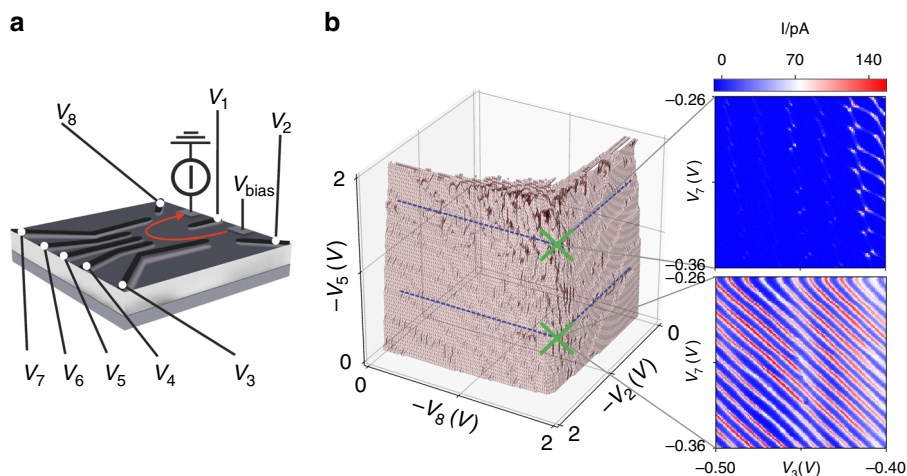 a
b
I/pA
0 70 140
V8
V1
V2
Vbias
V7
V6
V5
V4
V3
2
−V5 (V)
0
0
−V8 (V)
2
2
−V2 (V)
0
−0.26
V7 (V)
−0.36
−0.26
V7 (V)
−0.36
−0.50
V3(V)
−0.40